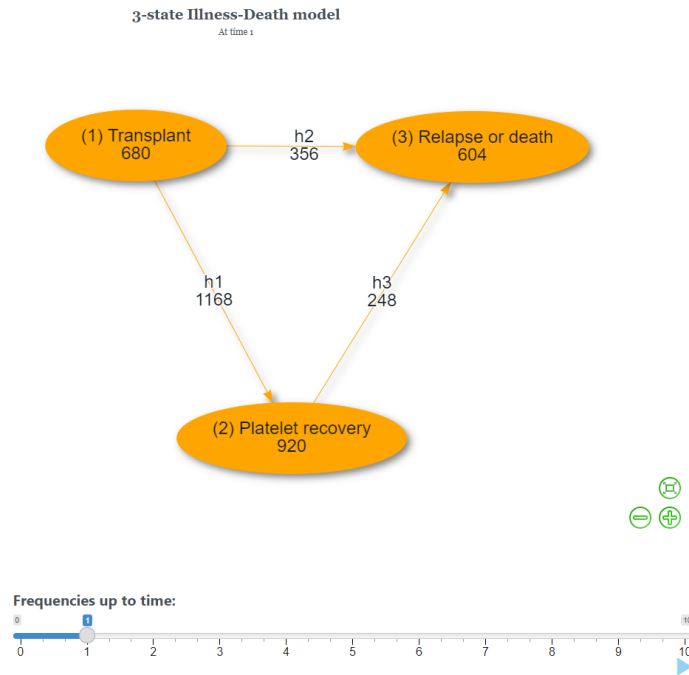 3-state Illness-Death model
At time 1
(1) Transplant
680
h2
356
(3) Relapse or death
604
h1
1168
h3
248
(2) Platelet recovery
920
Frequencies up to time:
0
1
10
0 1 2 3 4 5 6 7 8 9 10